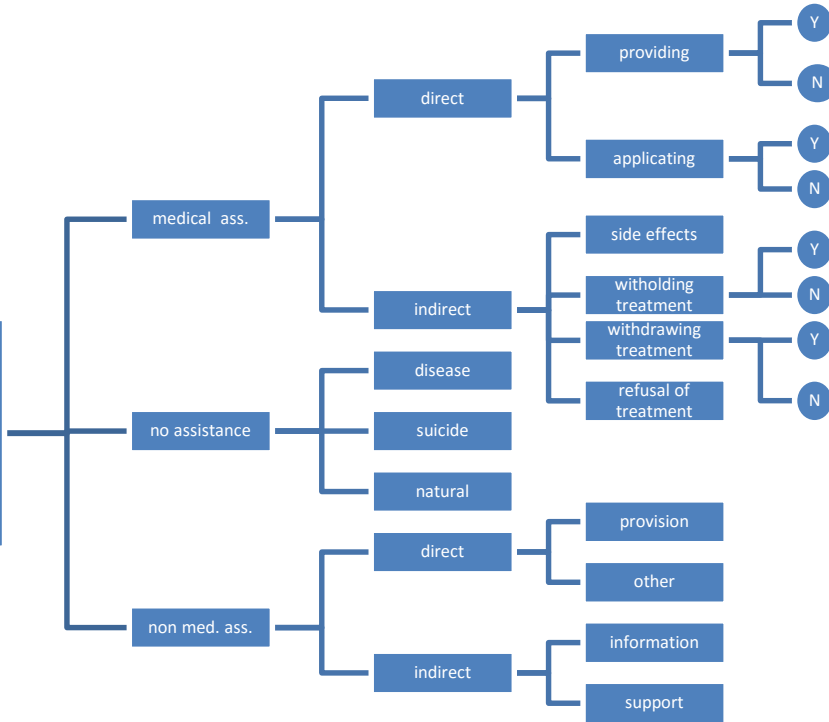 Y
providing
N
direct
Y
applicating
N
medical ass.
side effects
Y
witholding
treatment
N
indirect
withdrawing
treatment
Y
refusal of
treatment
N
disease
no assistance
suicide
natural
provision
direct
other
non med. ass.
information
indirect
support